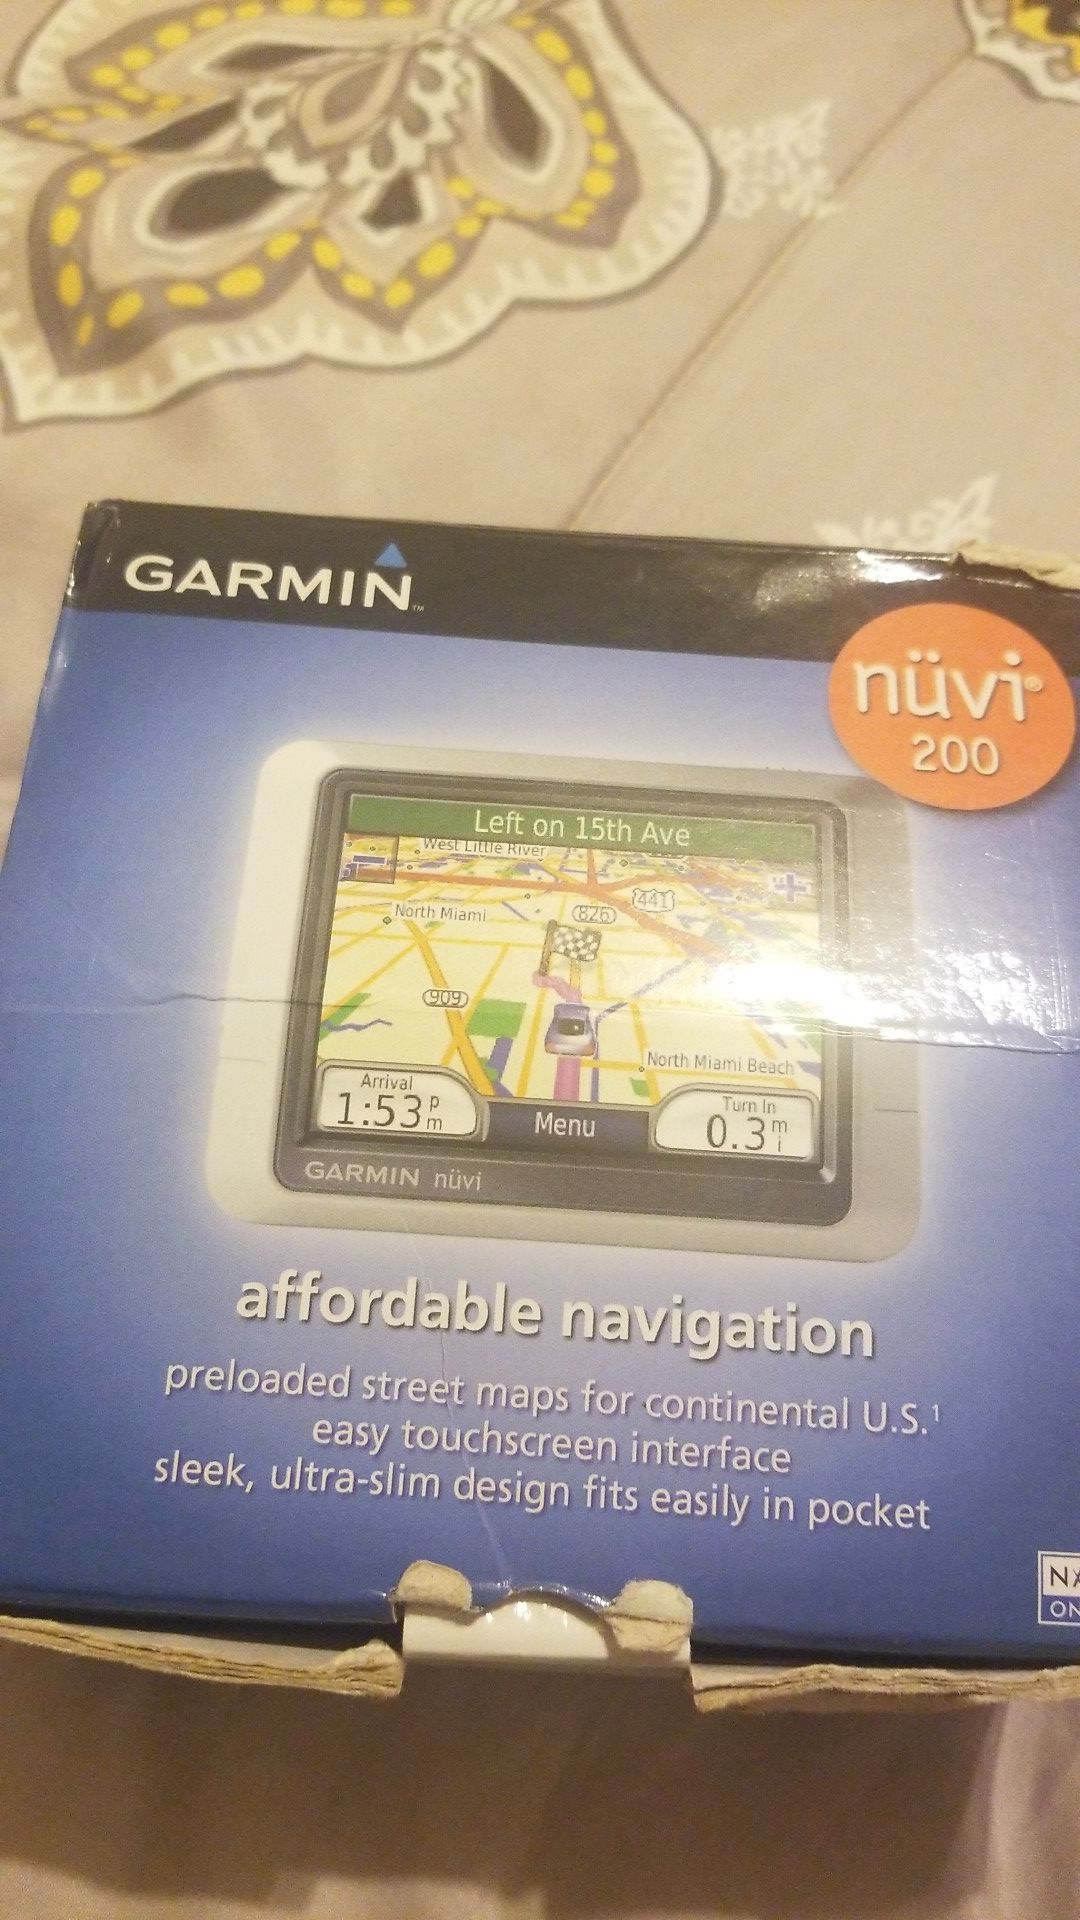 GARMIN™
nüvi®
200
Left on 15th Ave
West Little River
441
826
North Miami
909
North Miami Beach
Arrival
1:53 pm
Menu
Turn In
0.3 mi
GARMIN nüvi
affordable navigation
preloaded street maps for continental U.S.¹
easy touchscreen interface
sleek, ultra-slim design fits easily in pocket